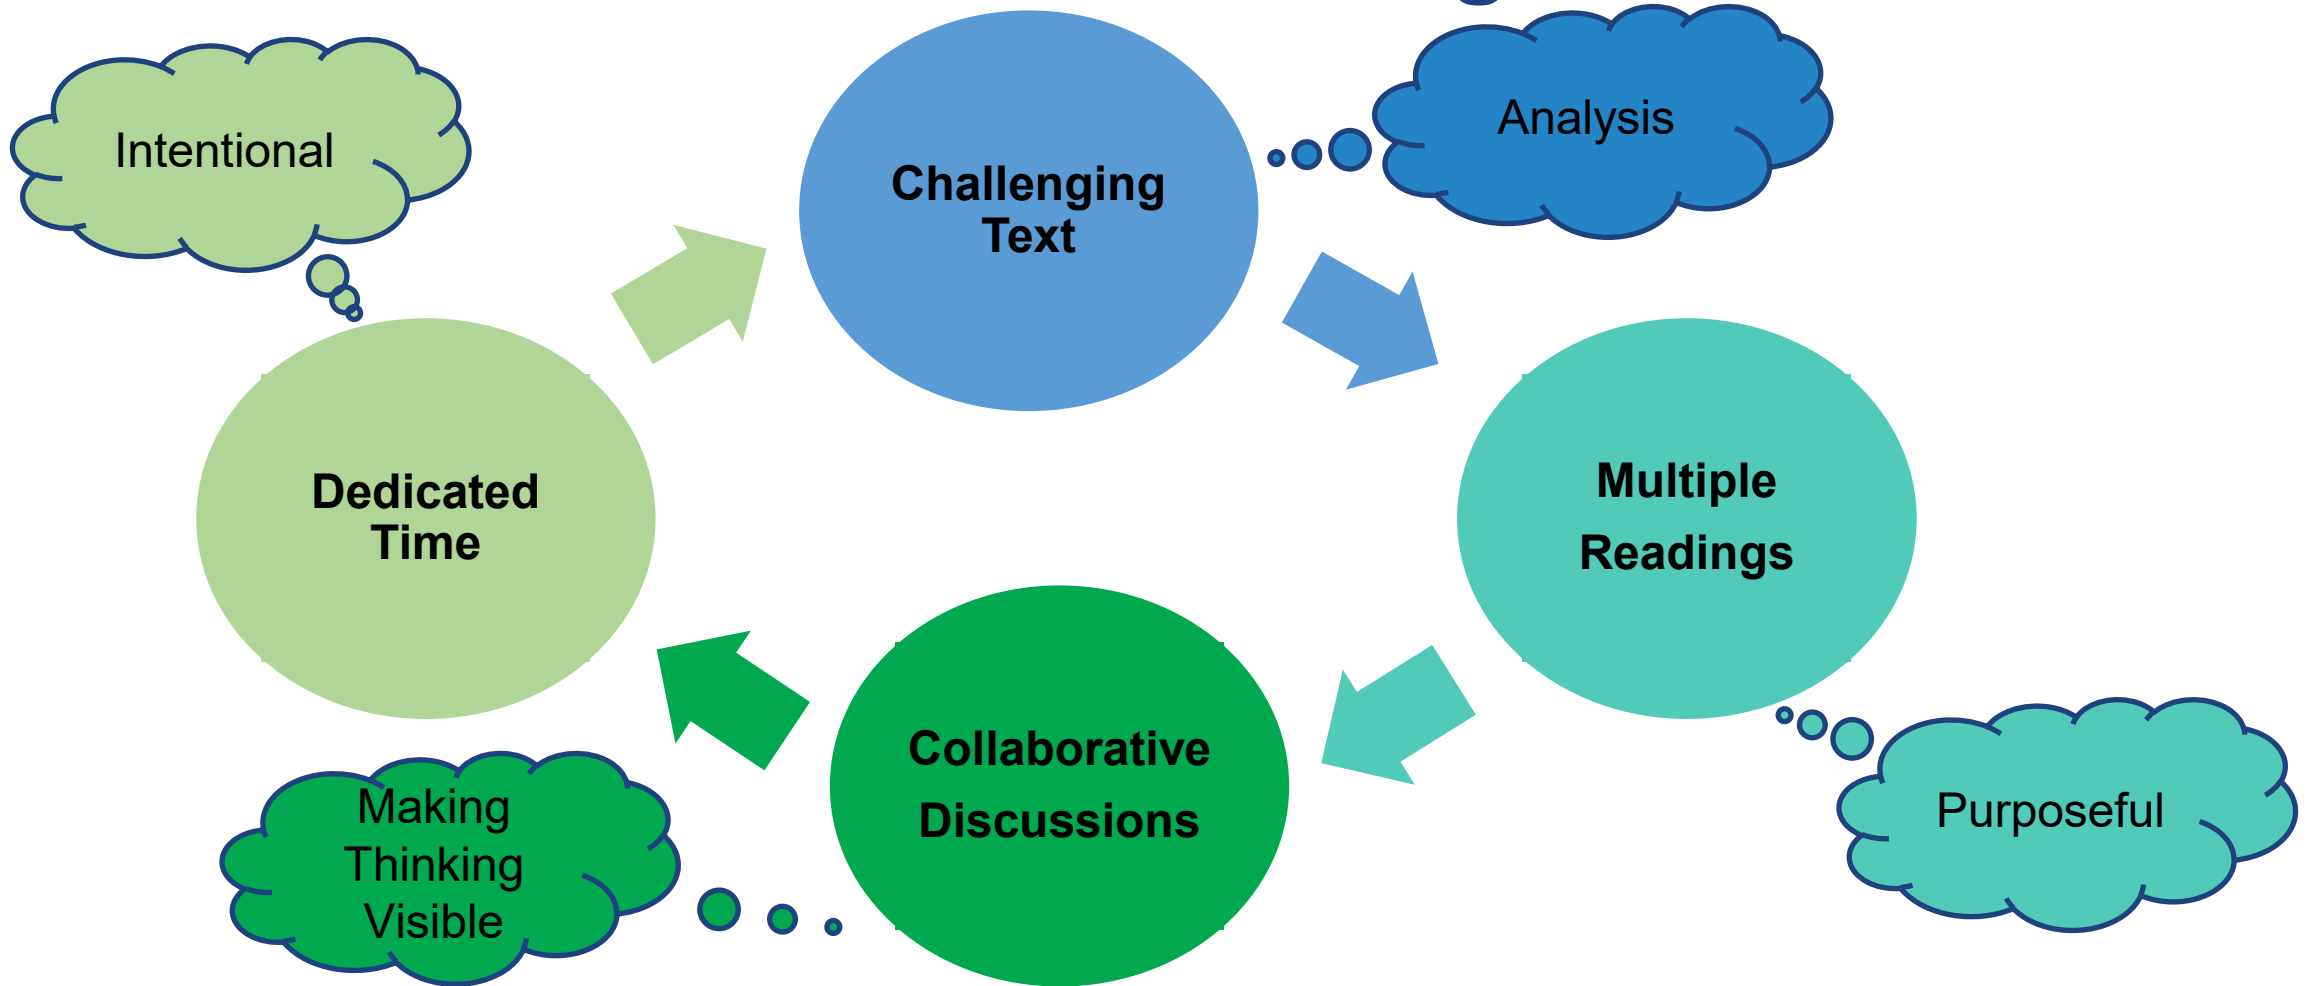 Intentional
Challenging
Text
Analysis
Dedicated
Time
Multiple
Readings
Collaborative
Discussions
Making
Thinking
Visible
Purposeful